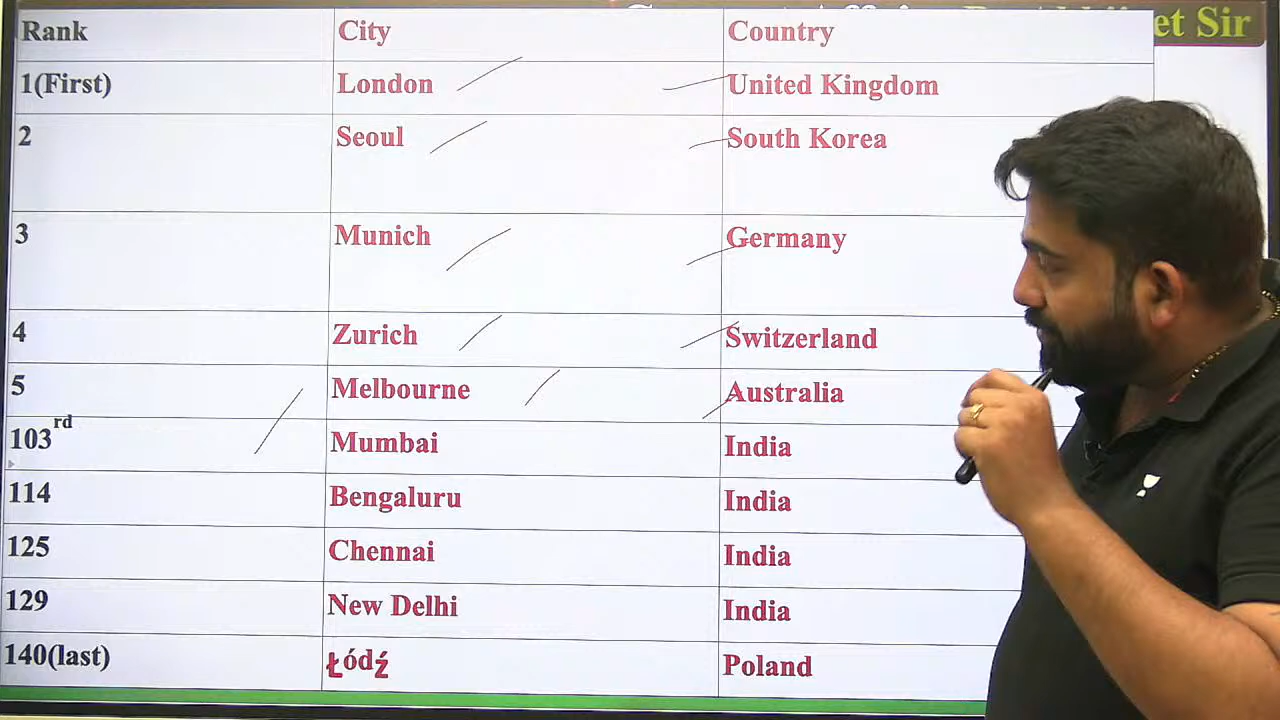 et Sir
Rank City Country
1(First) London United Kingdom
2 Seoul South Korea
3 Munich Germany
4 Zurich Switzerland
5 Melbourne Australia
103rd Mumbai India
114 Bengaluru India
125 Chennai India
129 New Delhi India
140(last) Łódź Poland